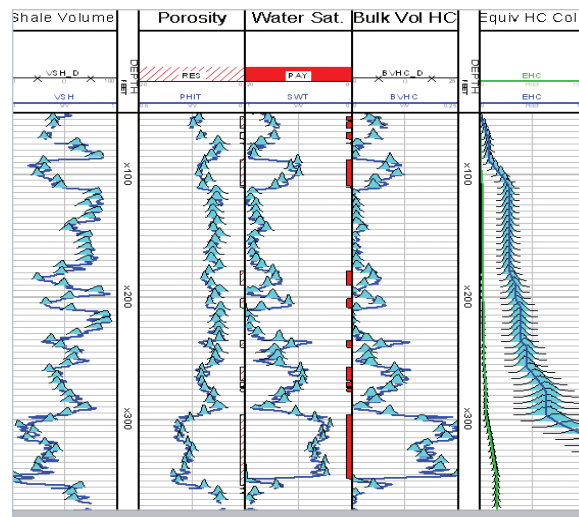 Shale Volume Porosity Water Sat. Bulk Vol HC Equiv HC Col
DEPTH
FEET
DEPTH
FEET
VSH_D RES PAY BVHC_D EHC
VSH PHIT SWT BVHC EHC
x100 x100
x200 x200
x300 x300